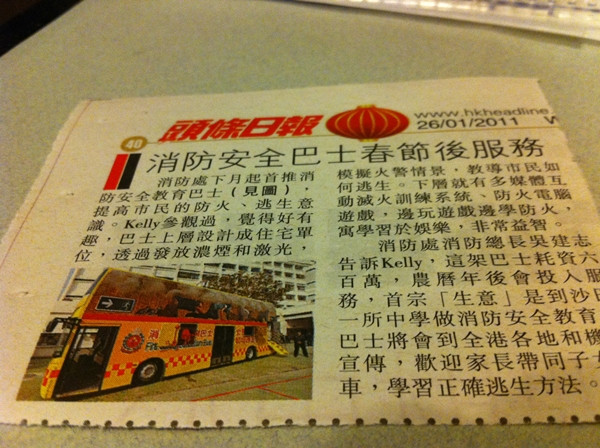 40
頭條日報
www.hkheadline
26/01/2011 W
消防安全巴士春節後服務
消防處下月起首推消
防安全教育巴士（見圖），
提高市民的防火、逃生意
識。Kelly參觀過，覺得好有
趣，巴士上層設計成住宅單
位，透過發放濃煙和激光，
模擬火警情景，教導市民如
何逃生。下層就有多媒體互
動滅火訓練系統、防火電腦
遊戲，邊玩遊戲邊學防火，
寓學習於娛樂，非常益智。
消防處消防總長吳建志
告訴Kelly，這架巴士耗資六
百萬，農曆年後會投入服
務，首宗「生意」是到沙田
一所中學做消防安全教育
巴士將會到全港各地和機
宣傳，歡迎家長帶同子女
車，學習正確逃生方法。